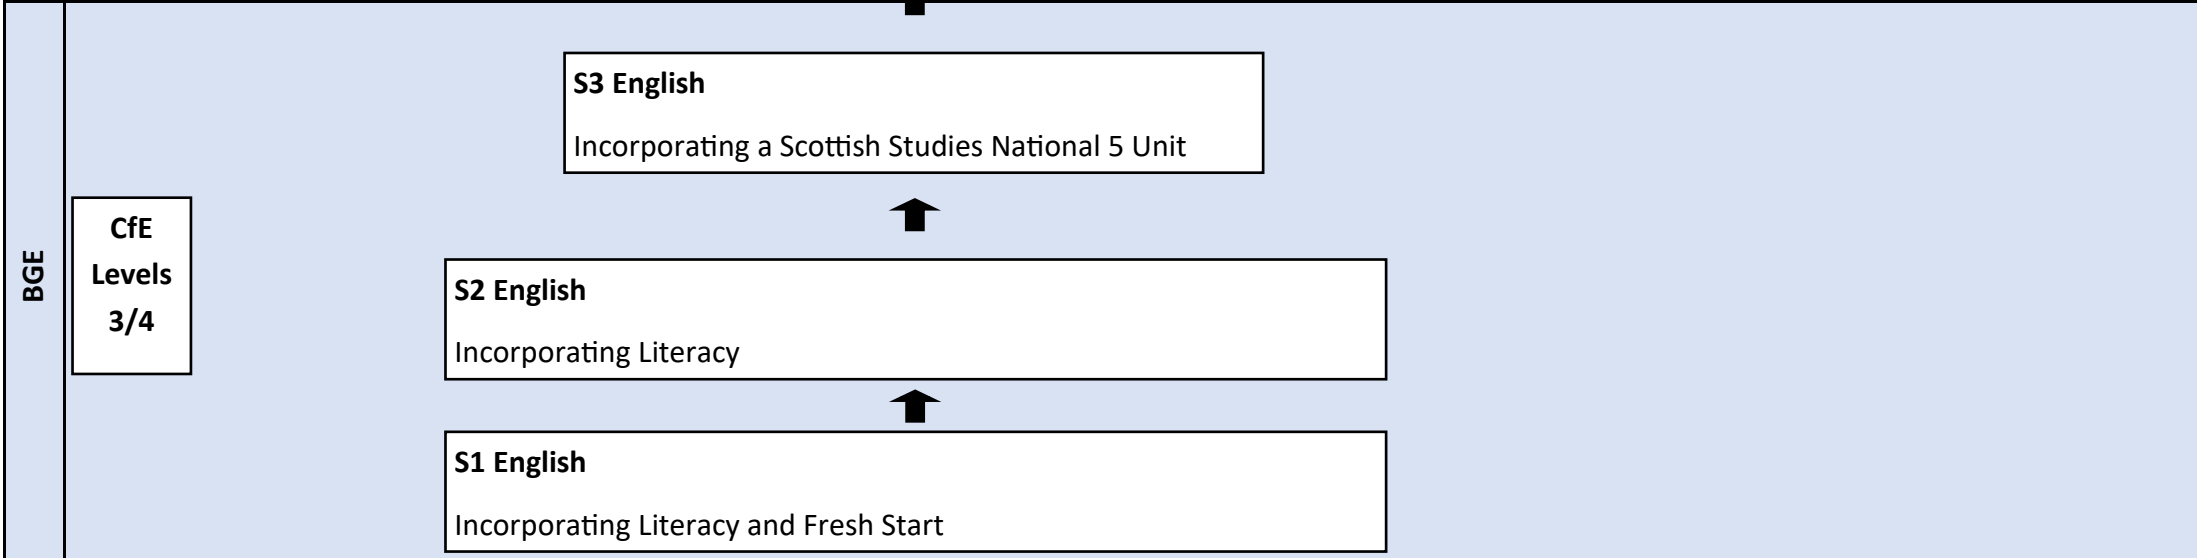 BGE
CfE
Levels
3/4
S3 English
Incorporating a Scottish Studies National 5 Unit
S2 English
Incorporating Literacy
S1 English
Incorporating Literacy and Fresh Start